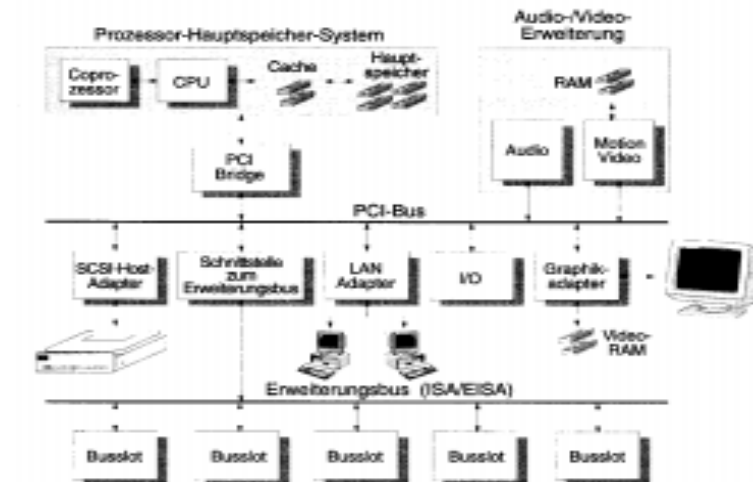 Prozessor-Hauptspeicher-System
Audio-/Video-
Erweiterung
Copro-
zessor
CPU
Cache
Haupt-
speicher
RAM
PCI
Bridge
Audio
Motion
Video
PCI-Bus
SCSI-Host-
Adapter
Schnittstelle
zum
Erweiterungsbus
LAN
Adapter
I/O
Graphik-
adapter
Video-
RAM
Erweiterungsbus (ISA/EISA)
Busslot
Busslot
Busslot
Busslot
Busslot